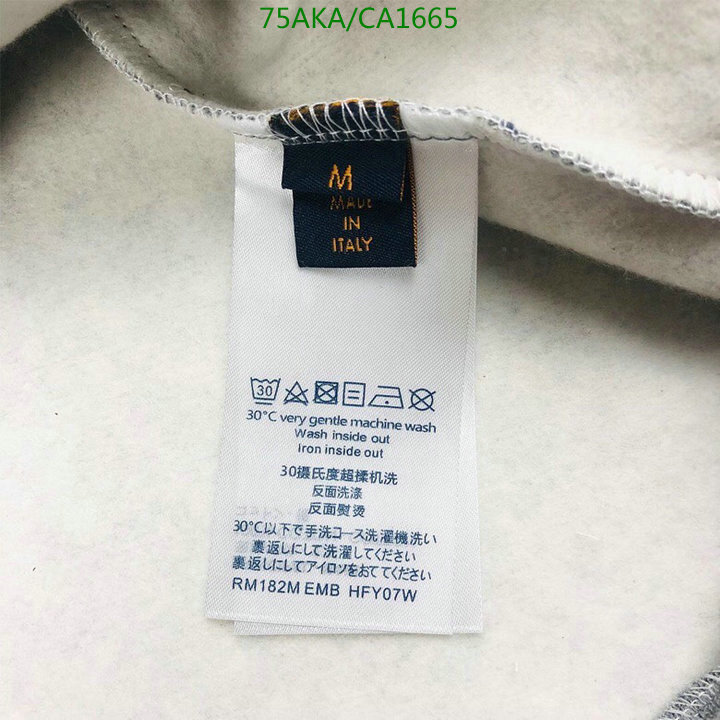 75AKA/CA1665
M
MADE
IN
ITALY
30
30°C very gentle machine wash
Wash inside out
Iron inside out
30摄氏度超揉机洗
反面洗涤
反面熨烫
30°C以下で手洗コース洗濯機洗い
裏返しにして洗濯してください
裏返しにしてアイロソをおてください
RM182M EMB HFY07W